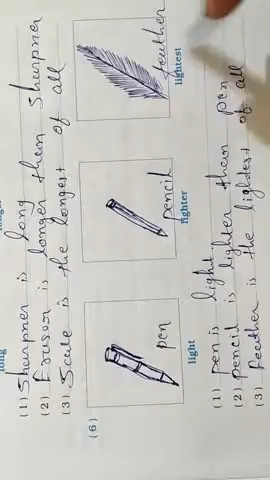 long
(1) Sharpner is long
(2) Eraser is longer them Sharpner
(3) Scale is the longest of all
(6)
pen
pencil
feather
light
lighter
lightest
(1) pen is light
(2) pencil is lighter them pen
(3) Feather is the lightest of all